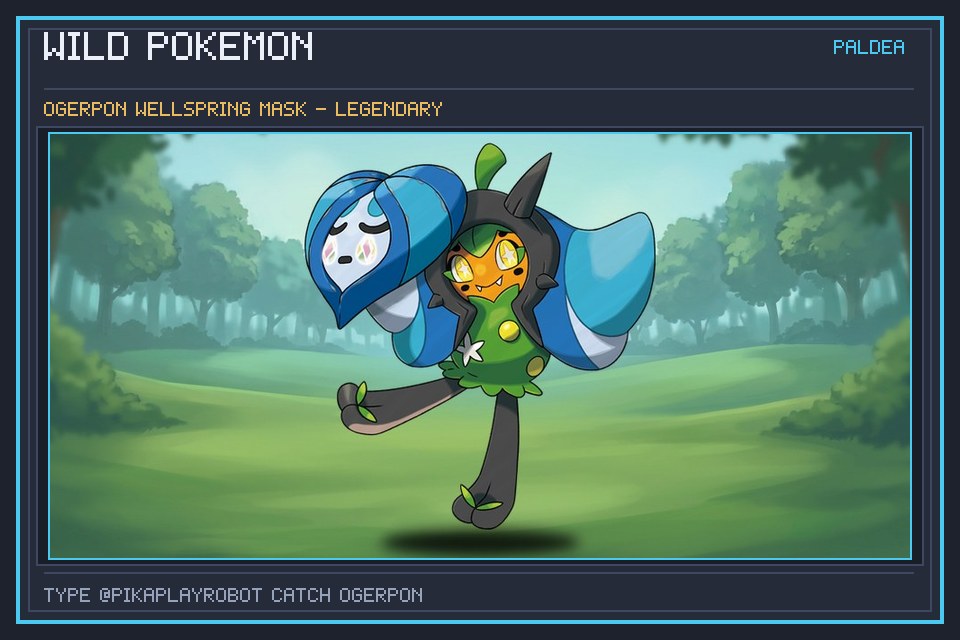 WILD POKEMON
PALDEA
OGERPON WELLSPRING MASK - LEGENDARY
TYPE @PIKAPLAYROBOT CATCH OGERPON